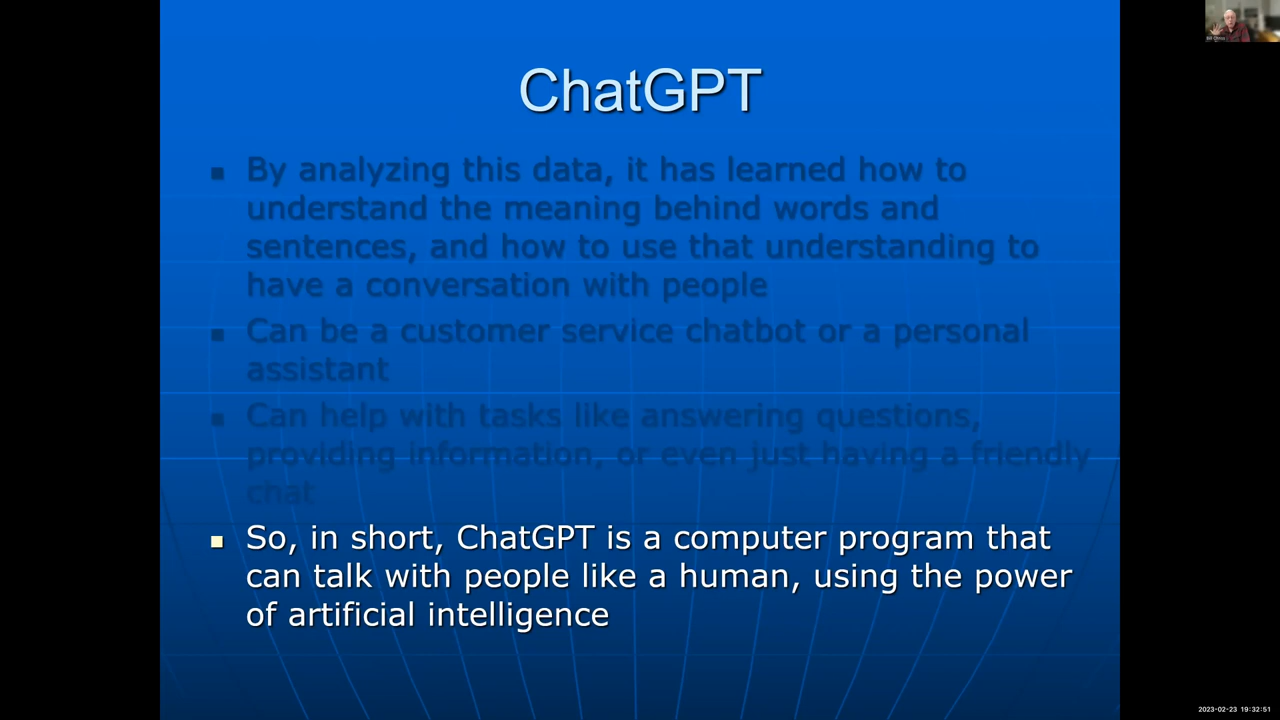 ChatGPT
By analyzing this data, it has learned how to
understand the meaning behind words and
sentences, and how to use that understanding to
have a conversation with people
Can be a customer service chatbot or a personal
assistant
Can help with tasks like answering questions,
providing information, or even just having a friendly
chat
So, in short, ChatGPT is a computer program that
can talk with people like a human, using the power
of artificial intelligence
2023-02-23 19:32:51